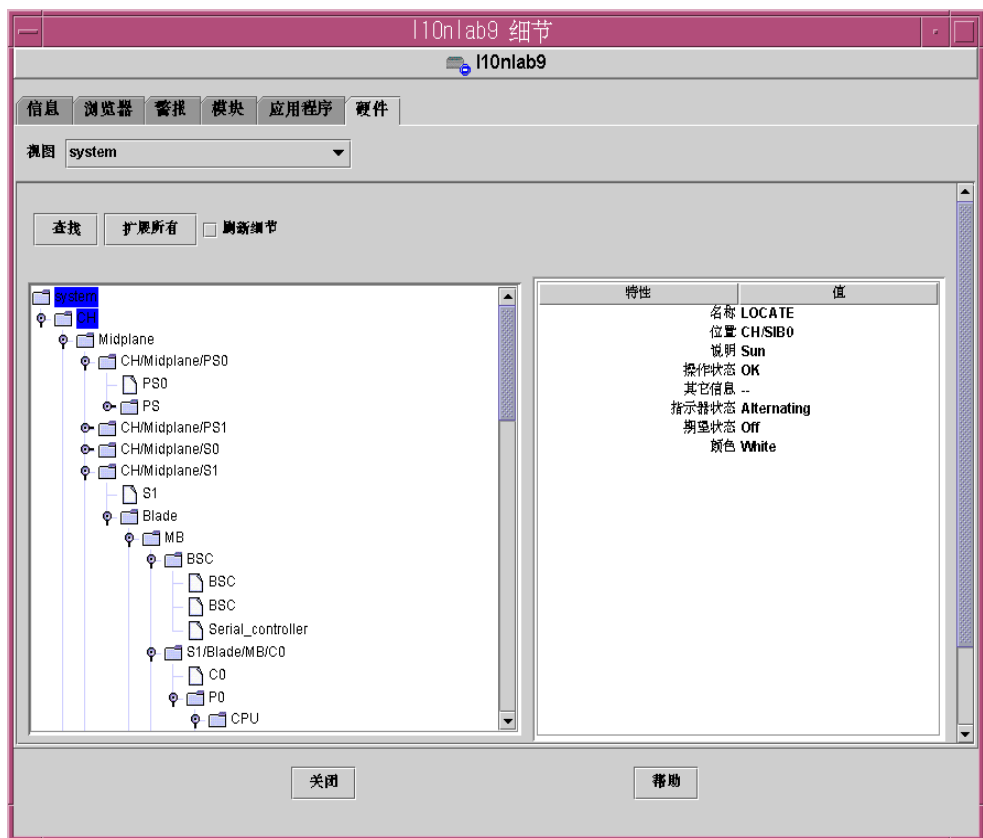 l10nlab9 细节
l10nlab9
信息 浏览器 警报 模块 应用程序 硬件
视图 system
查找 扩展所有 刷新细节
system
CH
Midplane
CH/Midplane/PS0
PS0
PS
CH/Midplane/PS1
CH/Midplane/S0
CH/Midplane/S1
S1
Blade
MB
BSC
BSC
BSC
Serial_controller
S1/Blade/MB/C0
C0
P0
CPU
特性 值
名称 LOCATE
位置 CH/SIB0
说明 Sun
操作状态 OK
其它信息 --
指示器状态 Alternating
期望状态 Off
颜色 White
关闭 帮助